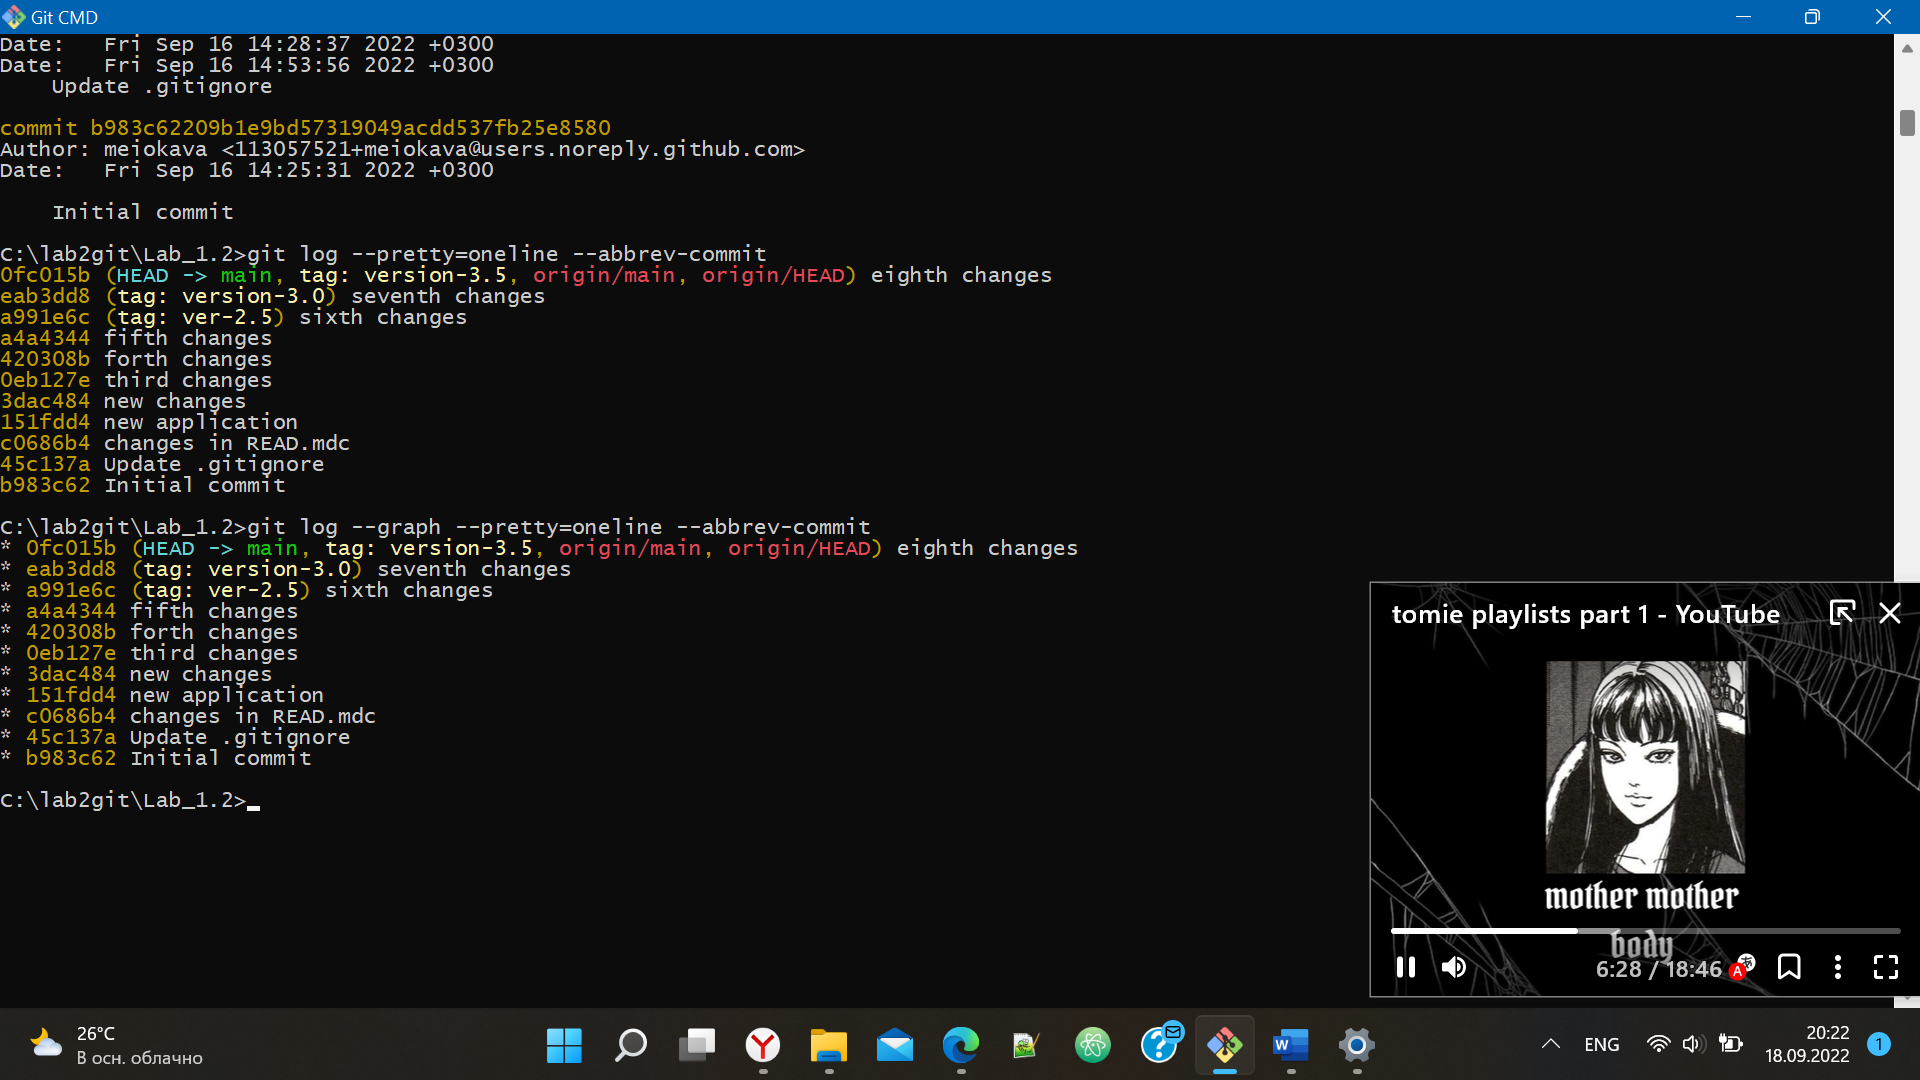 Git CMD
Date:   Fri Sep 16 14:28:37 2022 +0300
Date:   Fri Sep 16 14:53:56 2022 +0300
    Update .gitignore
commit b983c62209b1e9bd57319049acdd537fb25e8580
Author: meiokava <113057521+meiokava@users.noreply.github.com>
Date:   Fri Sep 16 14:25:31 2022 +0300
    Initial commit
C:\lab2git\Lab_1.2>git log --pretty=oneline --abbrev-commit
0fc015b (HEAD -> main, tag: version-3.5, origin/main, origin/HEAD) eighth changes
eab3dd8 (tag: version-3.0) seventh changes
a991e6c (tag: ver-2.5) sixth changes
a4a4344 fifth changes
420308b forth changes
0eb127e third changes
3dac484 new changes
151fdd4 new application
c0686b4 changes in READ.mdc
45c137a Update .gitignore
b983c62 Initial commit
C:\lab2git\Lab_1.2>git log --graph --pretty=oneline --abbrev-commit
* 0fc015b (HEAD -> main, tag: version-3.5, origin/main, origin/HEAD) eighth changes
* eab3dd8 (tag: version-3.0) seventh changes
* a991e6c (tag: ver-2.5) sixth changes
* a4a4344 fifth changes
* 420308b forth changes
* 0eb127e third changes
* 3dac484 new changes
* 151fdd4 new application
* c0686b4 changes in READ.mdc
* 45c137a Update .gitignore
* b983c62 Initial commit
C:\lab2git\Lab_1.2>
tomie playlists part 1 - YouTube
mother mother
body
6:28 / 18:46
26°C
В осн. облачно
ENG
20:22
18.09.2022
1